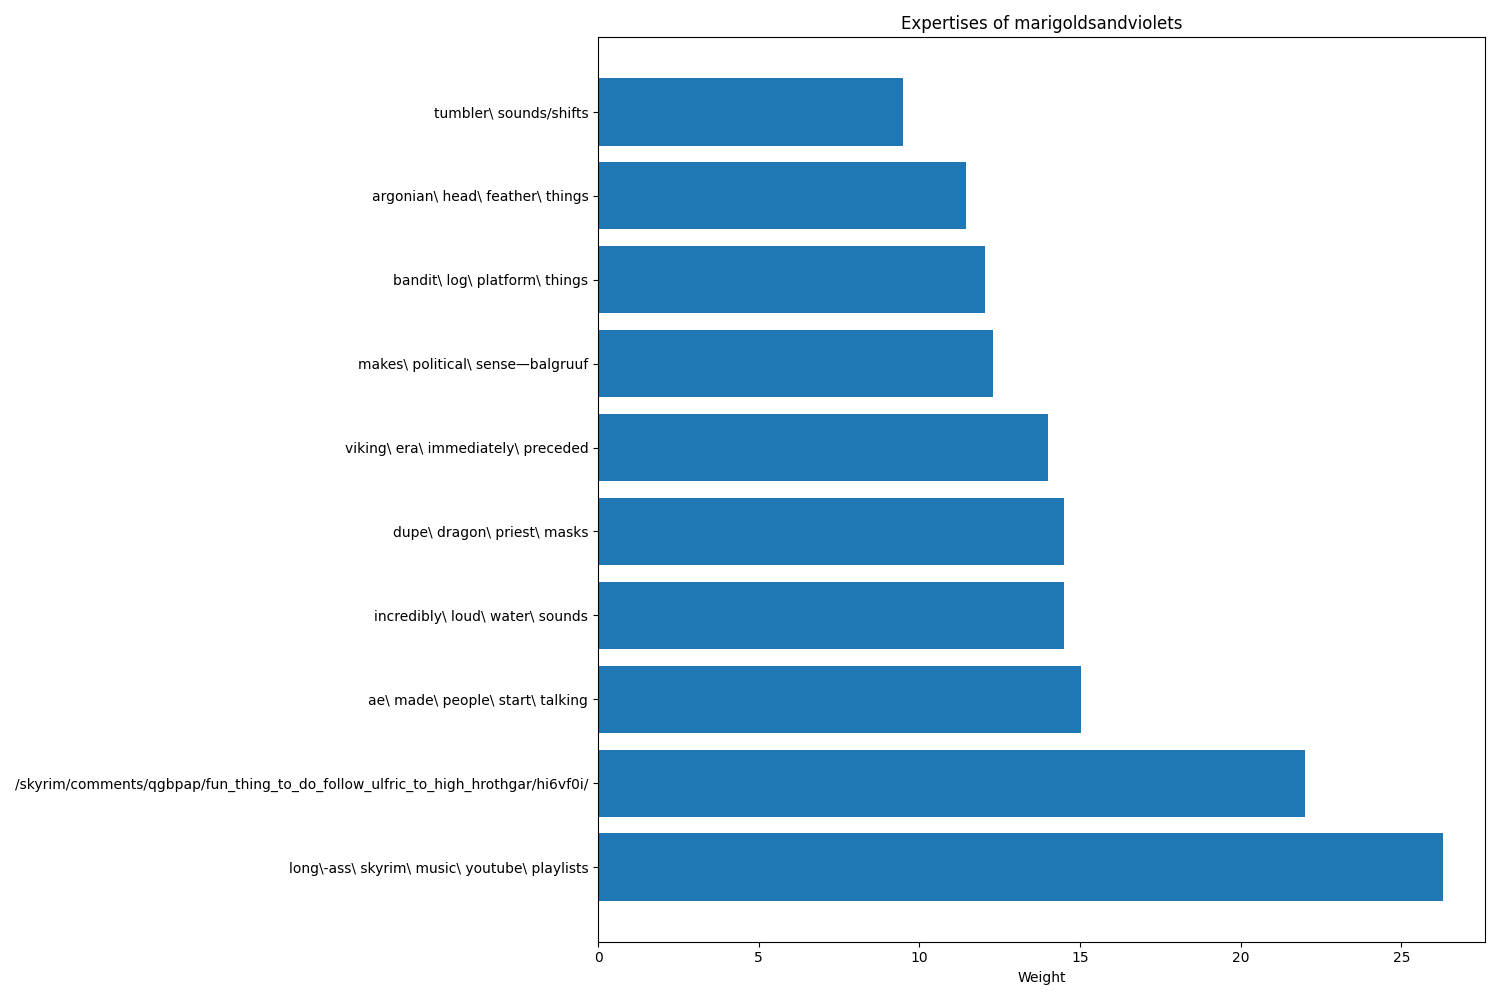 Expertises of marigoldsandviolets
tumbler\ sounds/shifts
argonian\ head\ feather\ things
bandit\ log\ platform\ things
makes\ political\ sense—balgruuf
viking\ era\ immediately\ preceded
dupe\ dragon\ priest\ masks
incredibly\ loud\ water\ sounds
ae\ made\ people\ start\ talking
/skyrim/comments/qgbpap/fun_thing_to_do_follow_ulfric_to_high_hrothgar/hi6vf0i/
long\-ass\ skyrim\ music\ youtube\ playlists
0 5 10 15 20 25
Weight